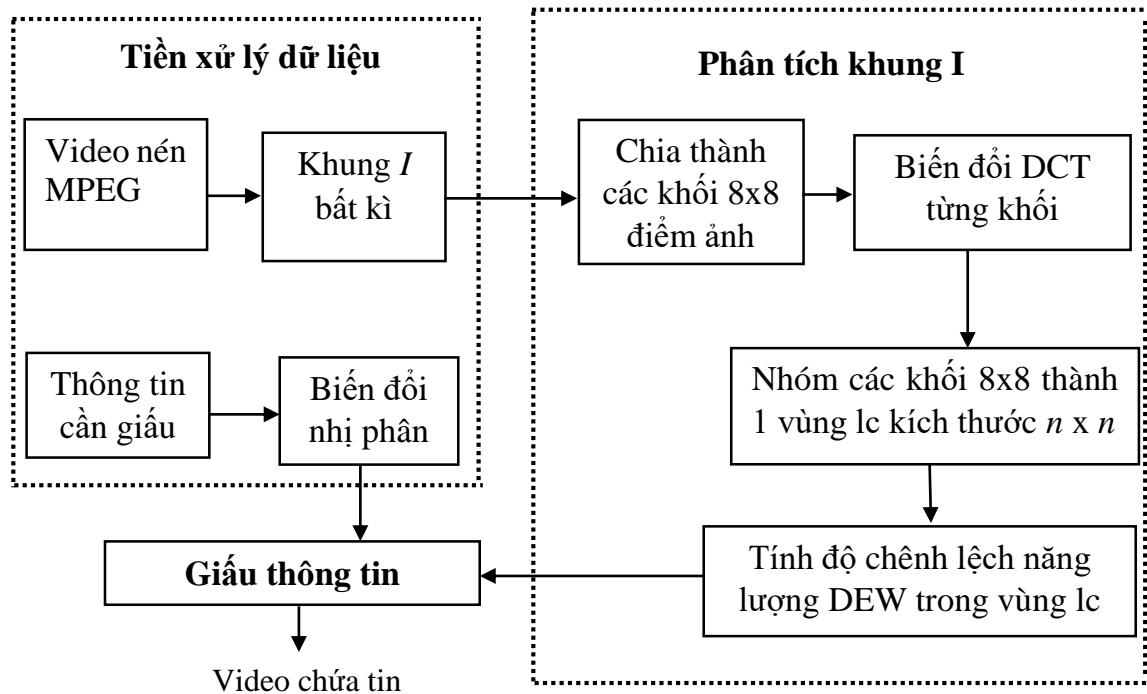 Tiền xử lý dữ liệu
Video nén
MPEG
Khung I
bất kì
Thông tin
cần giấu
Biến đổi
nhị phân
Phân tích khung I
Chia thành
các khối 8x8
điểm ảnh
Biến đổi DCT
từng khối
Nhóm các khối 8x8 thành
1 vùng lc kích thước n x n
Tính độ chênh lệch năng
lượng DEW trong vùng lc
Giấu thông tin
Video chứa tin